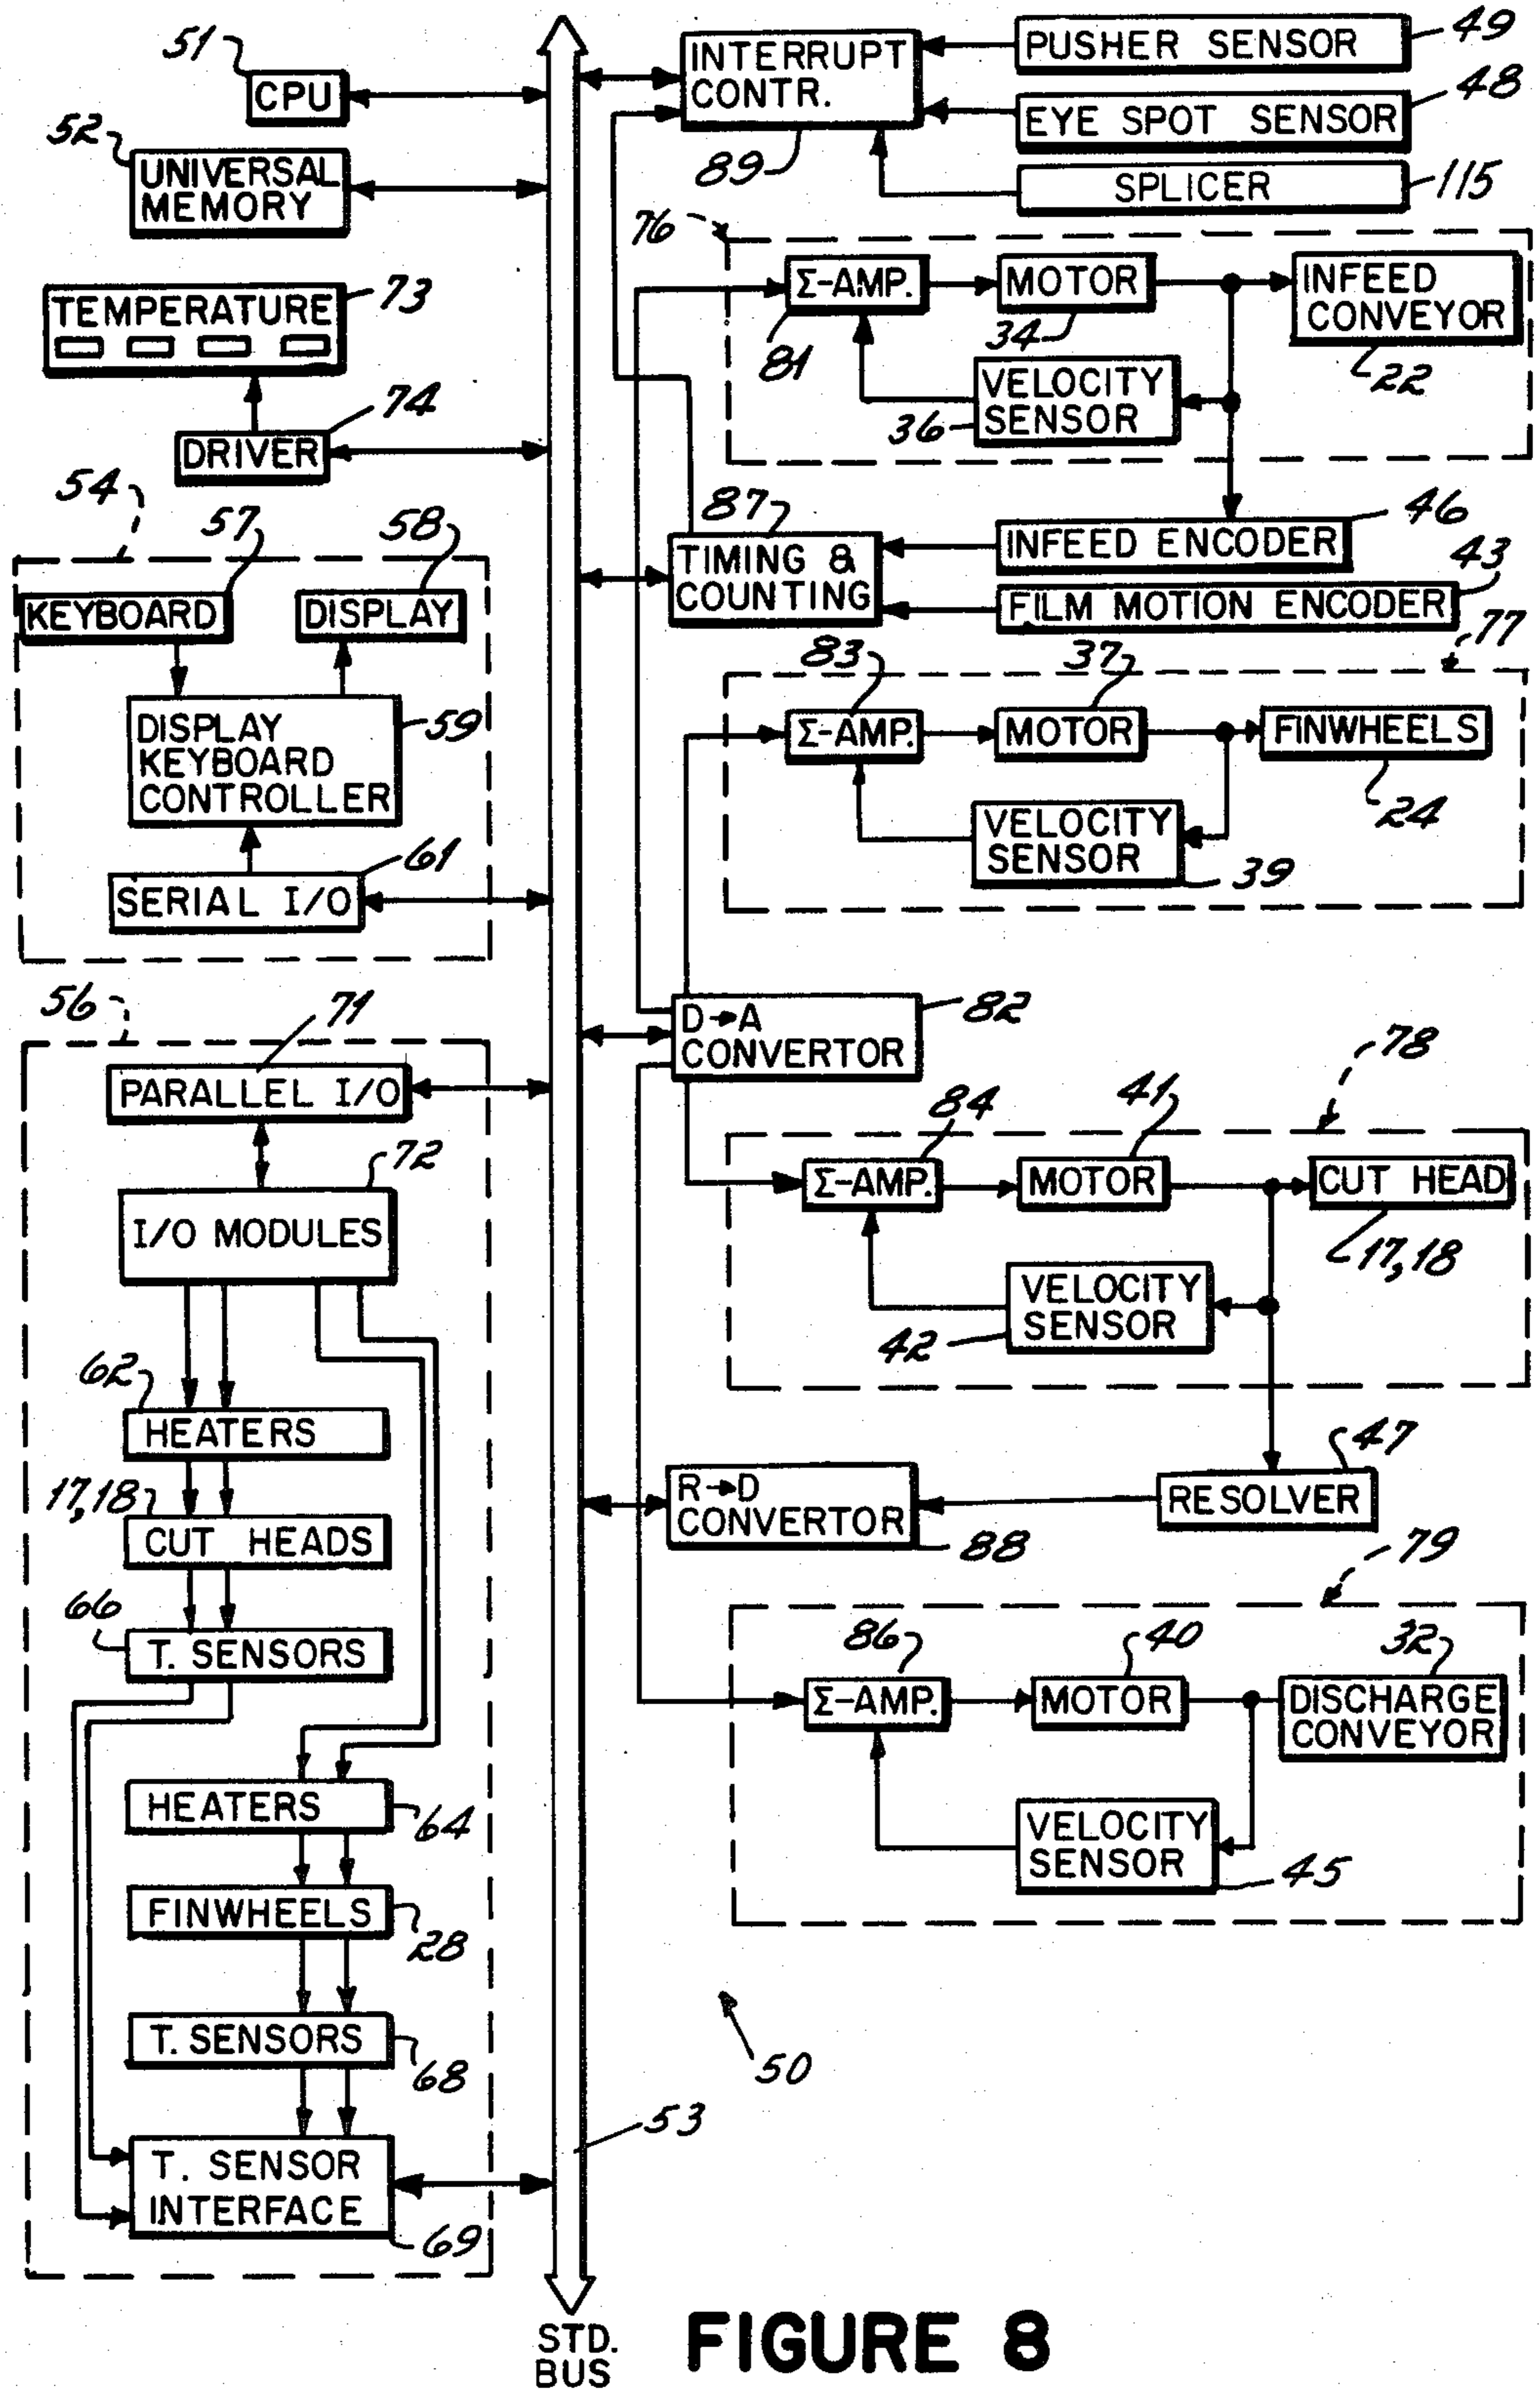 51
CPU
52
UNIVERSAL
MEMORY
TEMPERATURE
73
74
DRIVER
54
57
58
KEYBOARD
DISPLAY
DISPLAY
KEYBOARD
CONTROLLER
59
61
SERIAL I/O
56
71
PARALLEL I/O
72
I/O MODULES
62
HEATERS
17,18
CUT HEADS
66
T. SENSORS
HEATERS
64
FINWHEELS
28
T. SENSORS
68
T. SENSOR
INTERFACE
69
53
STD.
BUS
INTERRUPT
CONTR.
89
PUSHER SENSOR
49
EYE SPOT SENSOR
48
SPLICER
115
76
Σ-AMP.
81
MOTOR
34
INFEED
CONVEYOR
22
VELOCITY
SENSOR
36
87
TIMING &
COUNTING
INFEED ENCODER
46
FILM MOTION ENCODER
43
77
83
Σ-AMP.
37
MOTOR
FINWHEELS
24
VELOCITY
SENSOR
39
D→A
CONVERTOR
82
78
84
Σ-AMP.
41
MOTOR
CUT HEAD
17,18
VELOCITY
SENSOR
42
R→D
CONVERTOR
88
47
RESOLVER
79
86
Σ-AMP.
40
MOTOR
32
DISCHARGE
CONVEYOR
VELOCITY
SENSOR
45
50
FIGURE 8